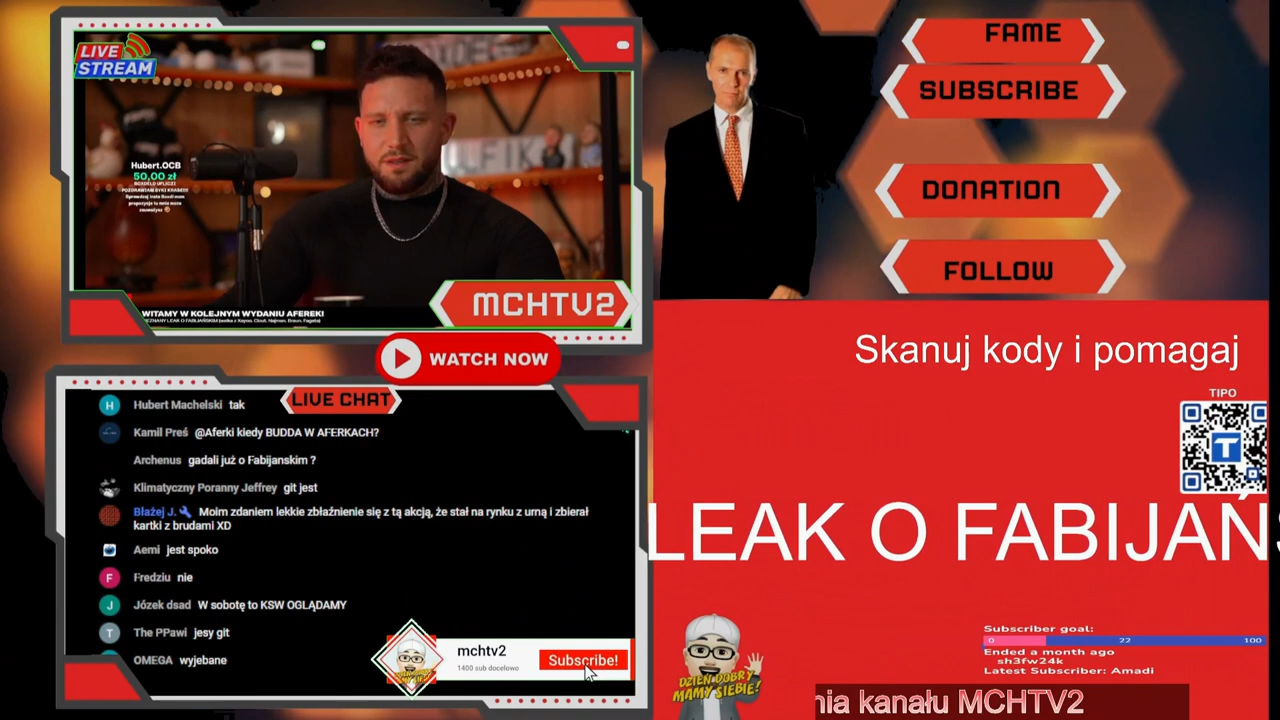 LIVE
STREAM
Hubert.OCB
50,00 zł
WITAMY W KOLEJNYM WYDANIU AFEREKI
MCHTV2
WATCH NOW
LIVE CHAT
Hubert Machelski tak
Kamil Preś @Aferki kiedy BUDDA W AFERKACH?
Archenus gadali już o Fabijanskim ?
Klimatyczny Poranny Jeffrey git jest
Błażej J. Moim zdaniem lekkie zbłaźnienie się z tą akcją, że stał na rynku z urną i zbierał
kartki z brudami XD
Aemi jest spoko
Fredziu nie
Józek dsad W sobotę to KSW OGLĄDAMY
The PPawi jesy git
OMEGA wyjebane
mchtv2
1400 sub docelowo
Subscribe!
FAME
SUBSCRIBE
DONATION
FOLLOW
Skanuj kody i pomagaj
TIPO
T
LEAK O FABIJAŃ
DZIEŃ DOBRY
MAMY SIEBIE!
Subscriber goal:
0 22 100
Ended a month ago
sh3fw24k
Latest Subscriber: Amadi
nia kanału MCHTV2